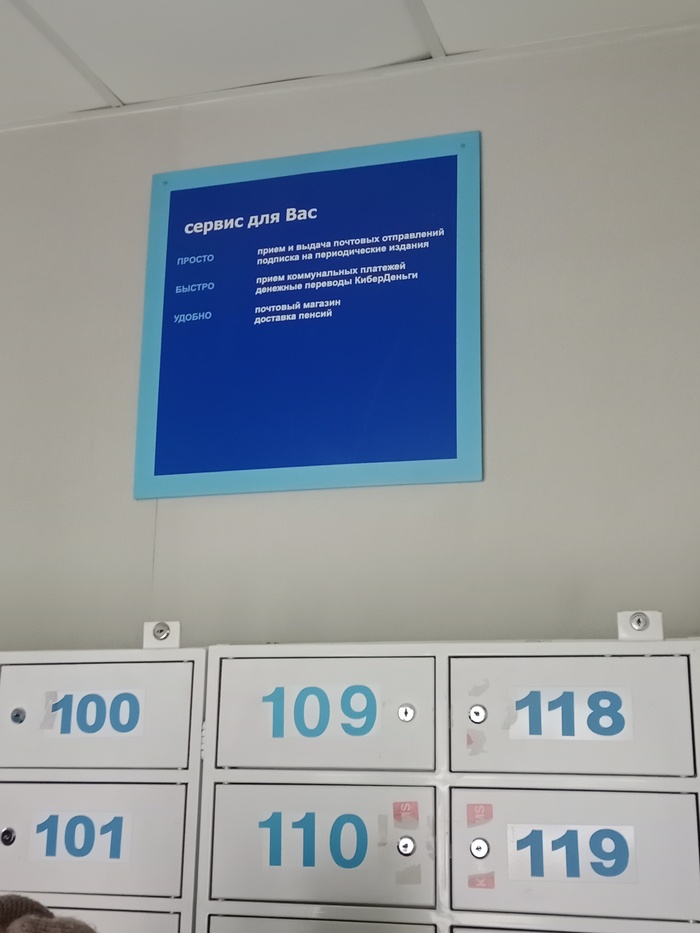 сервис для Вас
ПРОСТО прием и выдача почтовых отправлений
подписка на периодические издания
БЫСТРО прием коммунальных платежей
денежные переводы КиберДеньги
УДОБНО почтовый магазин
доставка пенсий
100 109 118
101 110 119